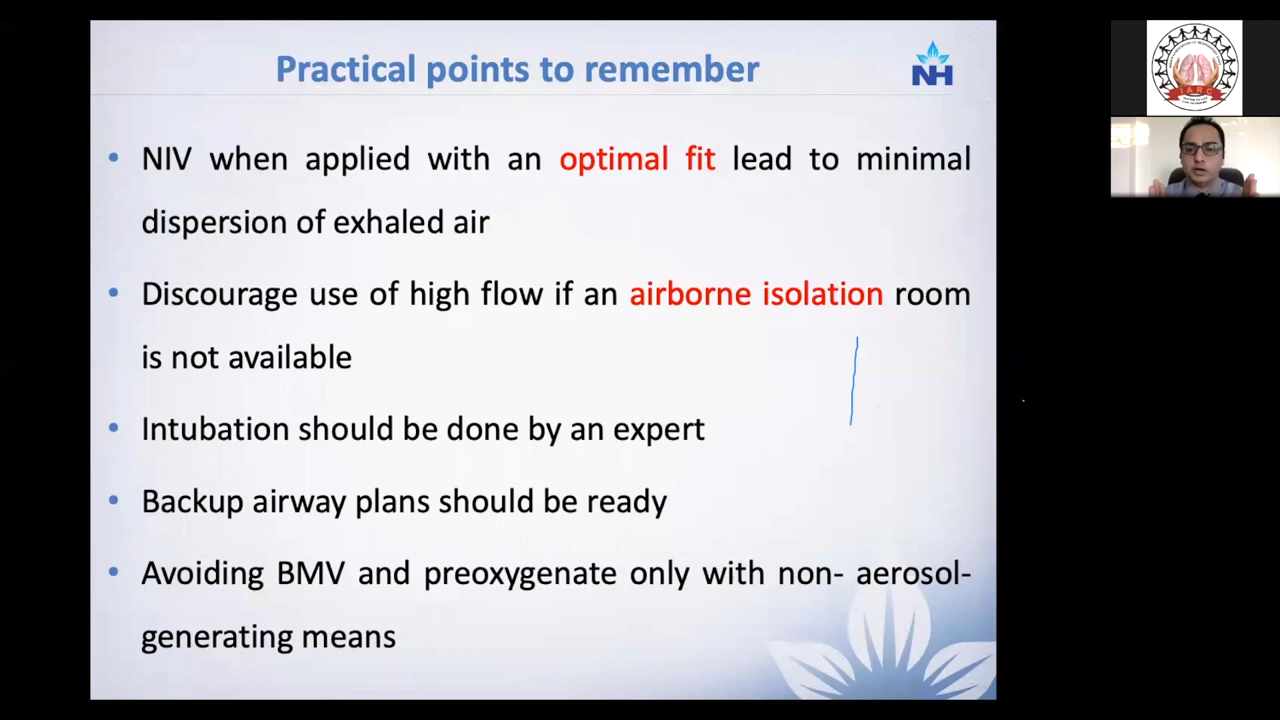 Practical points to remember
NH
• NIV when applied with an optimal fit lead to minimal
dispersion of exhaled air
• Discourage use of high flow if an airborne isolation room
is not available
• Intubation should be done by an expert
• Backup airway plans should be ready
• Avoiding BMV and preoxygenate only with non- aerosol-
generating means
IARC